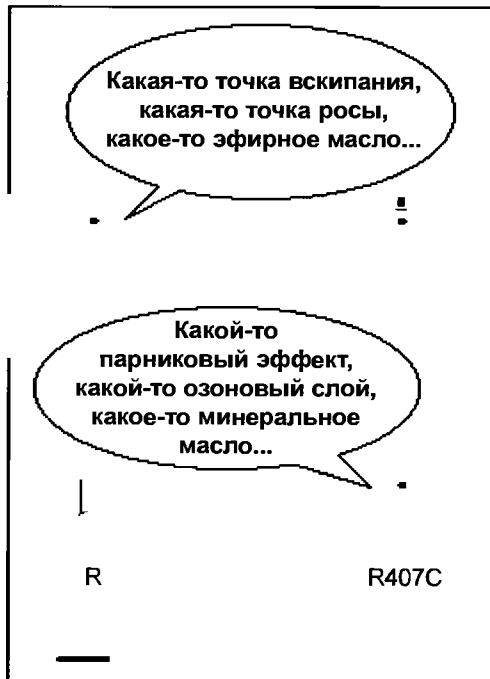 Какая-то точка вскипания,
какая-то точка росы,
какое-то эфирное масло...
Какой-то
парниковый эффект,
какой-то озоновый слой,
какое-то минеральное
масло...
R R407C